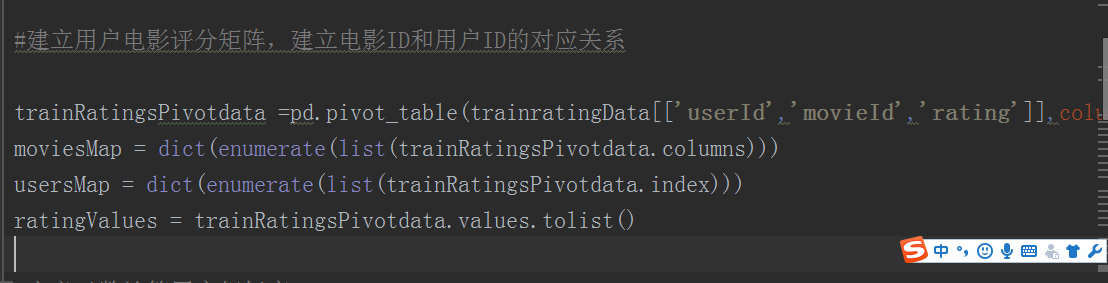 #建立用户电影评分矩阵，建立电影ID和用户ID的对应关系
trainRatingsPivotdata =pd.pivot_table(trainratingData[['userId','movieId','rating']],colu
moviesMap = dict(enumerate(list(trainRatingsPivotdata.columns)))
usersMap = dict(enumerate(list(trainRatingsPivotdata.index)))
ratingValues = trainRatingsPivotdata.values.tolist()
中